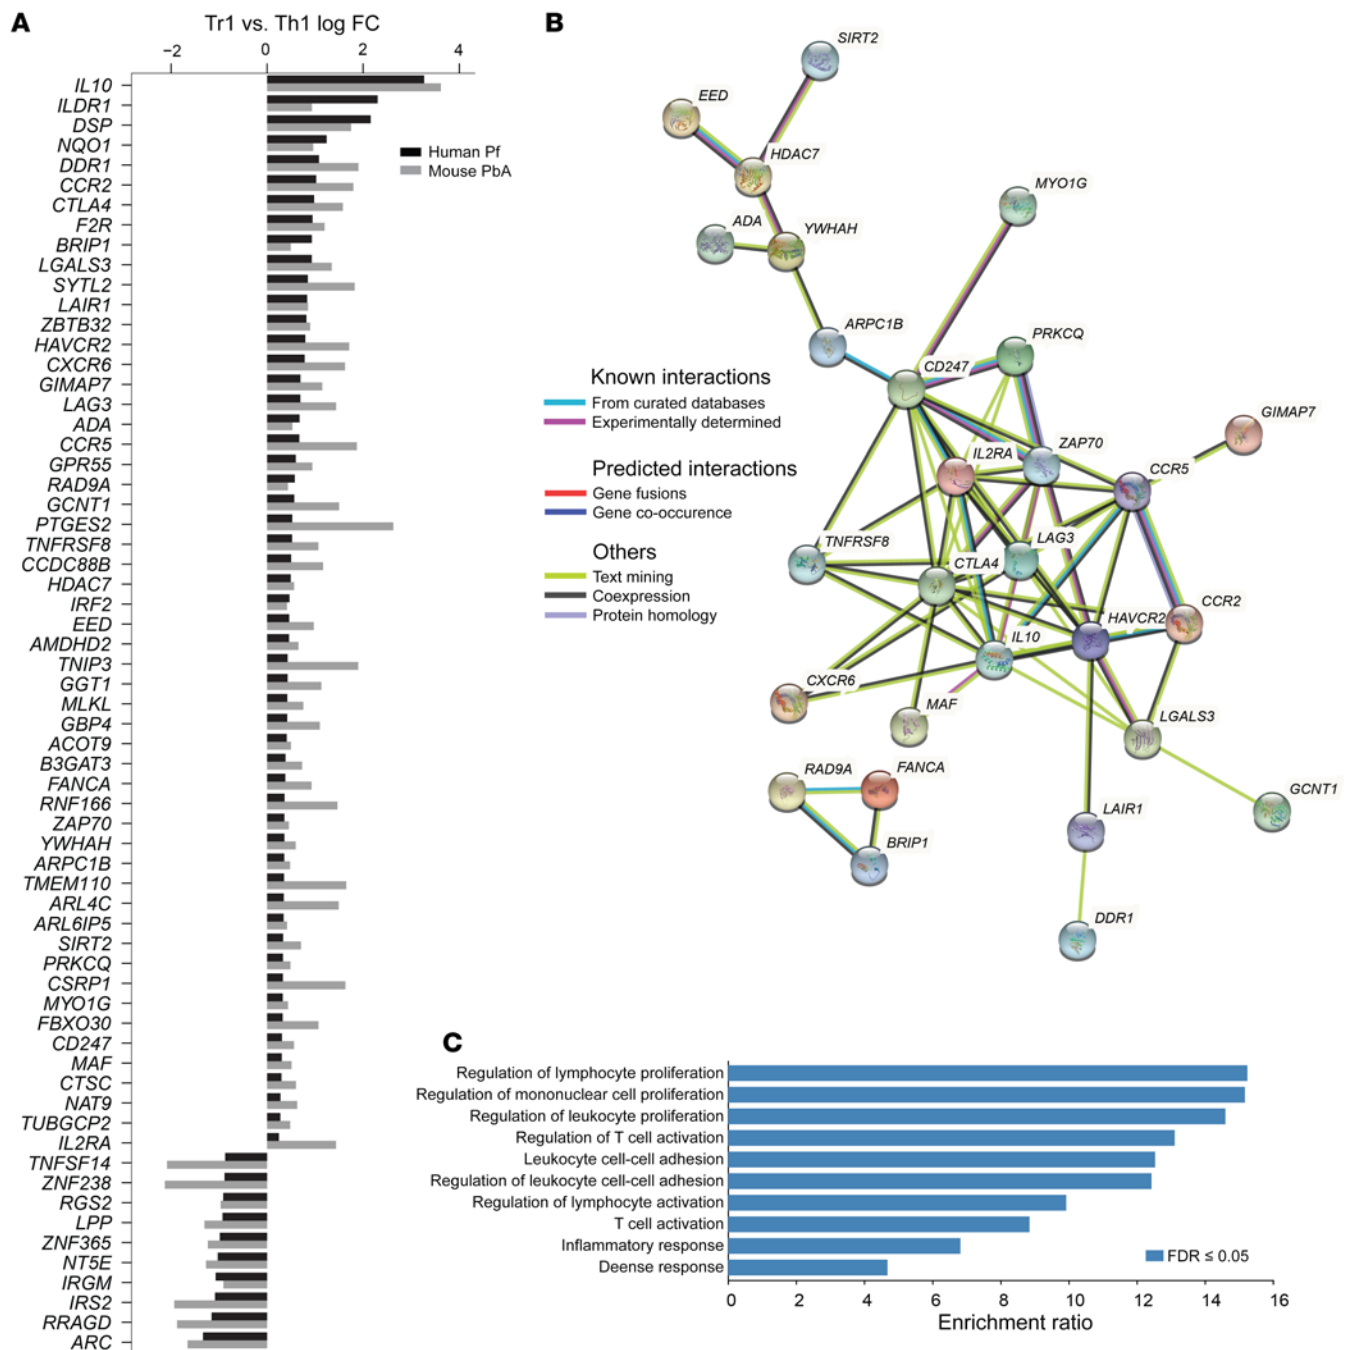 A
Tr1 vs. Th1 log FC
−2
0
2
4
IL10
ILDR1
DSP
NQO1
DDR1
CCR2
CTLA4
F2R
BRIP1
LGALS3
SYTL2
LAIR1
ZBTB32
HAVCR2
CXCR6
GIMAP7
LAG3
ADA
CCR5
GPR55
RAD9A
GCNT1
PTGES2
TNFRSF8
CCDC88B
HDAC7
IRF2
EED
AMDHD2
TNIP3
GGT1
MLKL
GBP4
ACOT9
B3GAT3
FANCA
RNF166
ZAP70
YWHAH
ARPC1B
TMEM110
ARL4C
ARL6IP5
SIRT2
PRKCQ
CSRP1
MYO1G
FBXO30
CD247
MAF
CTSC
NAT9
TUBGCP2
IL2RA
TNFSF14
ZNF238
RGS2
LPP
ZNF365
NT5E
IRGM
IRS2
RRAGD
ARC
Human Pf
Mouse PbA
B
SIRT2
EED
HDAC7
MYO1G
ADA
YWHAH
ARPC1B
PRKCQ
CD247
GIMAP7
IL2RA
ZAP70
CCR5
TNFRSF8
LAG3
CTLA4
CCR2
HAVCR2
IL10
CXCR6
MAF
LGALS3
RAD9A
FANCA
GCNT1
LAIR1
BRIP1
DDR1
Known interactions
From curated databases
Experimentally determined
Predicted interactions
Gene fusions
Gene co-occurence
Others
Text mining
Coexpression
Protein homology
C
Regulation of lymphocyte proliferation
Regulation of mononuclear cell proliferation
Regulation of leukocyte proliferation
Regulation of T cell activation
Leukocyte cell-cell adhesion
Regulation of leukocyte cell-cell adhesion
Regulation of lymphocyte activation
T cell activation
Inflammatory response
Deense response
FDR ≤ 0.05
0
2
4
6
8
10
12
14
16
Enrichment ratio